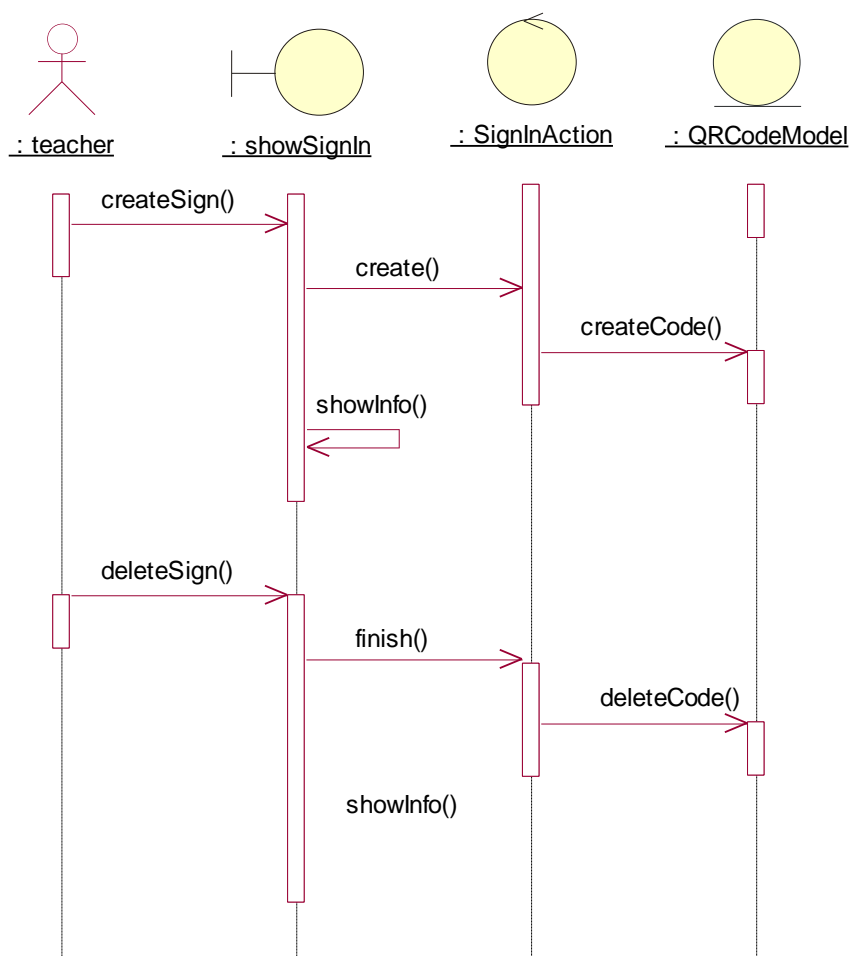 : teacher
: showSignIn
: SignInAction
: QRCodeModel
createSign()
create()
createCode()
showInfo()
deleteSign()
finish()
deleteCode()
showInfo()